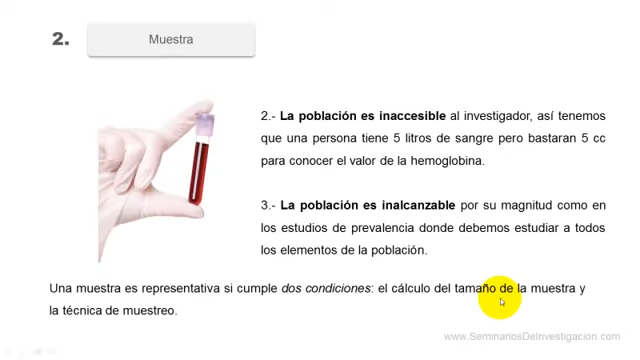 2.
Muestra
2.- La población es inaccesible al investigador, así tenemos
que una persona tiene 5 litros de sangre pero bastaran 5 cc
para conocer el valor de la hemoglobina.
3.- La población es inalcanzable por su magnitud como en
los estudios de prevalencia donde debemos estudiar a todos
los elementos de la población.
Una muestra es representativa si cumple dos condiciones: el cálculo del tamaño de la muestra y
la técnica de muestreo.
www.SeminariosDeInvestigacion.com